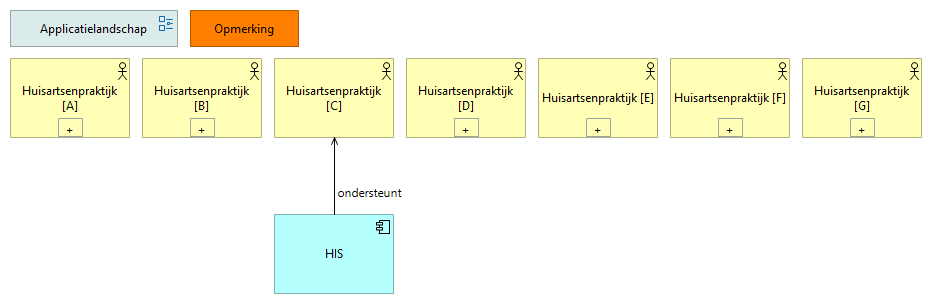 Applicatielandschap
Opmerking
Huisartsenpraktijk
[A]
+
Huisartsenpraktijk
[B]
+
Huisartsenpraktijk
[C]
Huisartsenpraktijk
[D]
+
Huisartsenpraktijk [E]
+
Huisartsenpraktijk [F]
+
Huisartsenpraktijk
[G]
+
ondersteunt
HIS